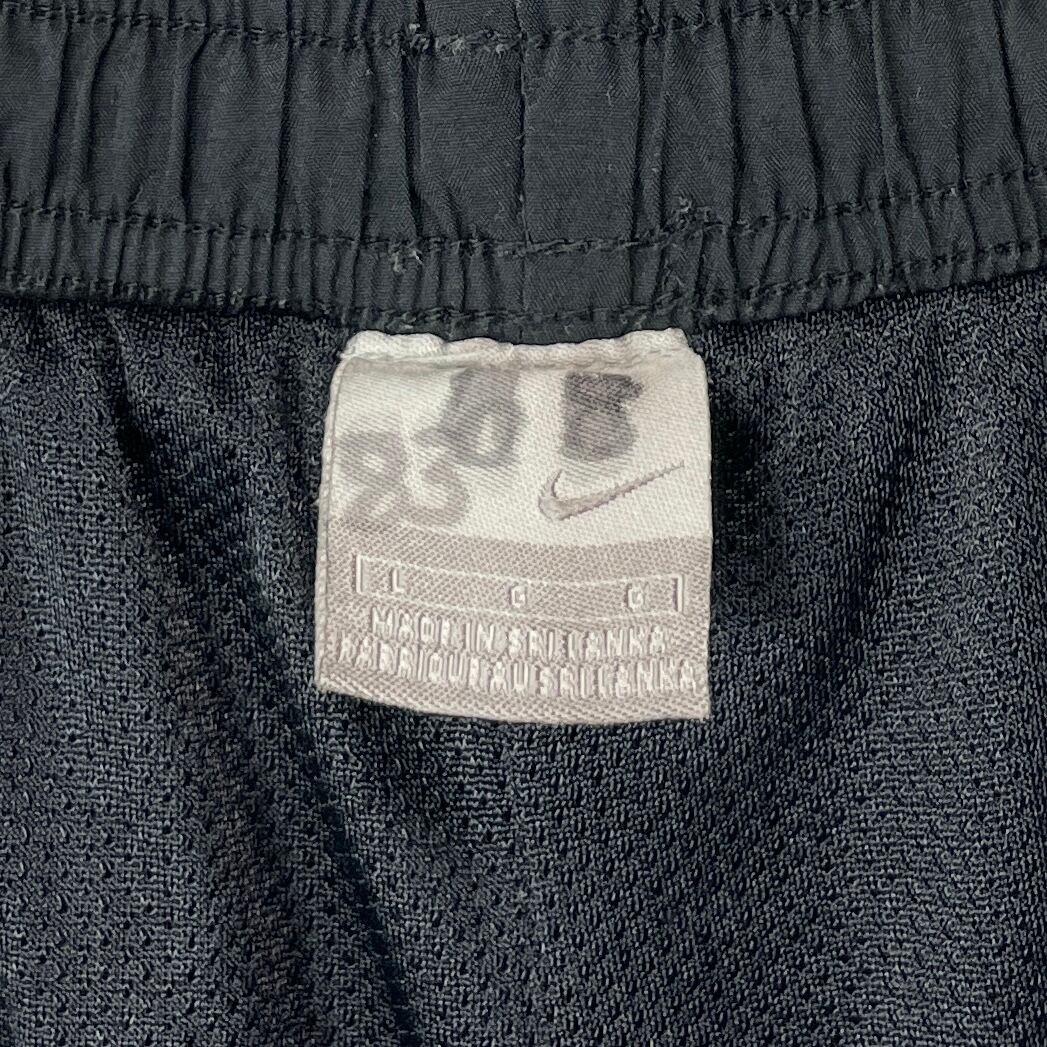 L G G
MADE IN SRI LANKA
FABRIQUE AU SRI LANKA